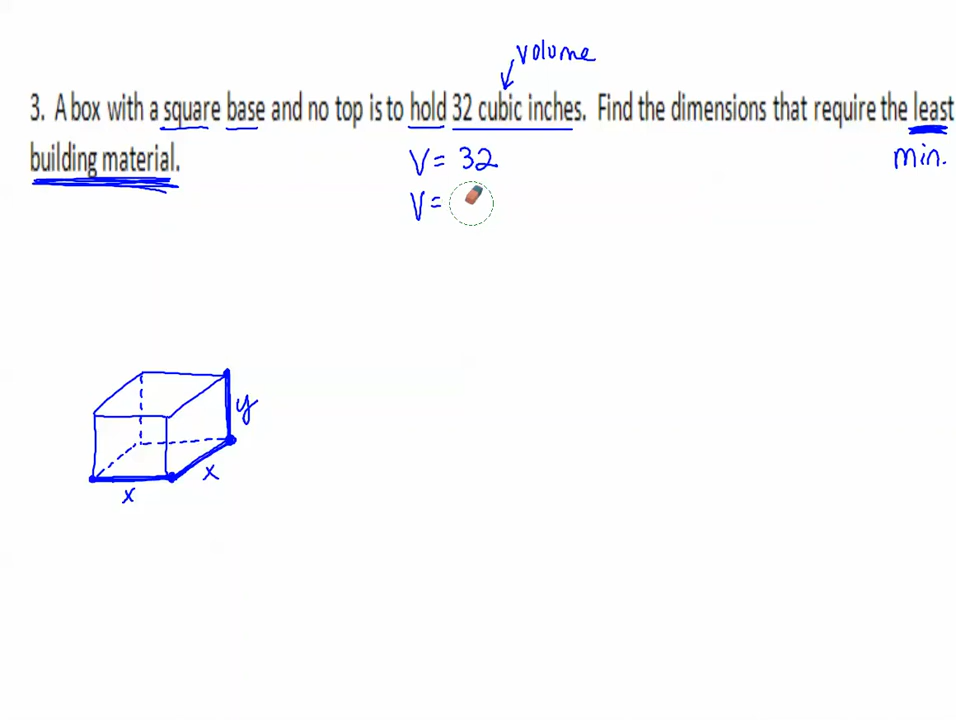 volume
3. A box with a square base and no top is to hold 32 cubic inches. Find the dimensions that require the least
building material.
V = 32
min.
V =
y
x
x